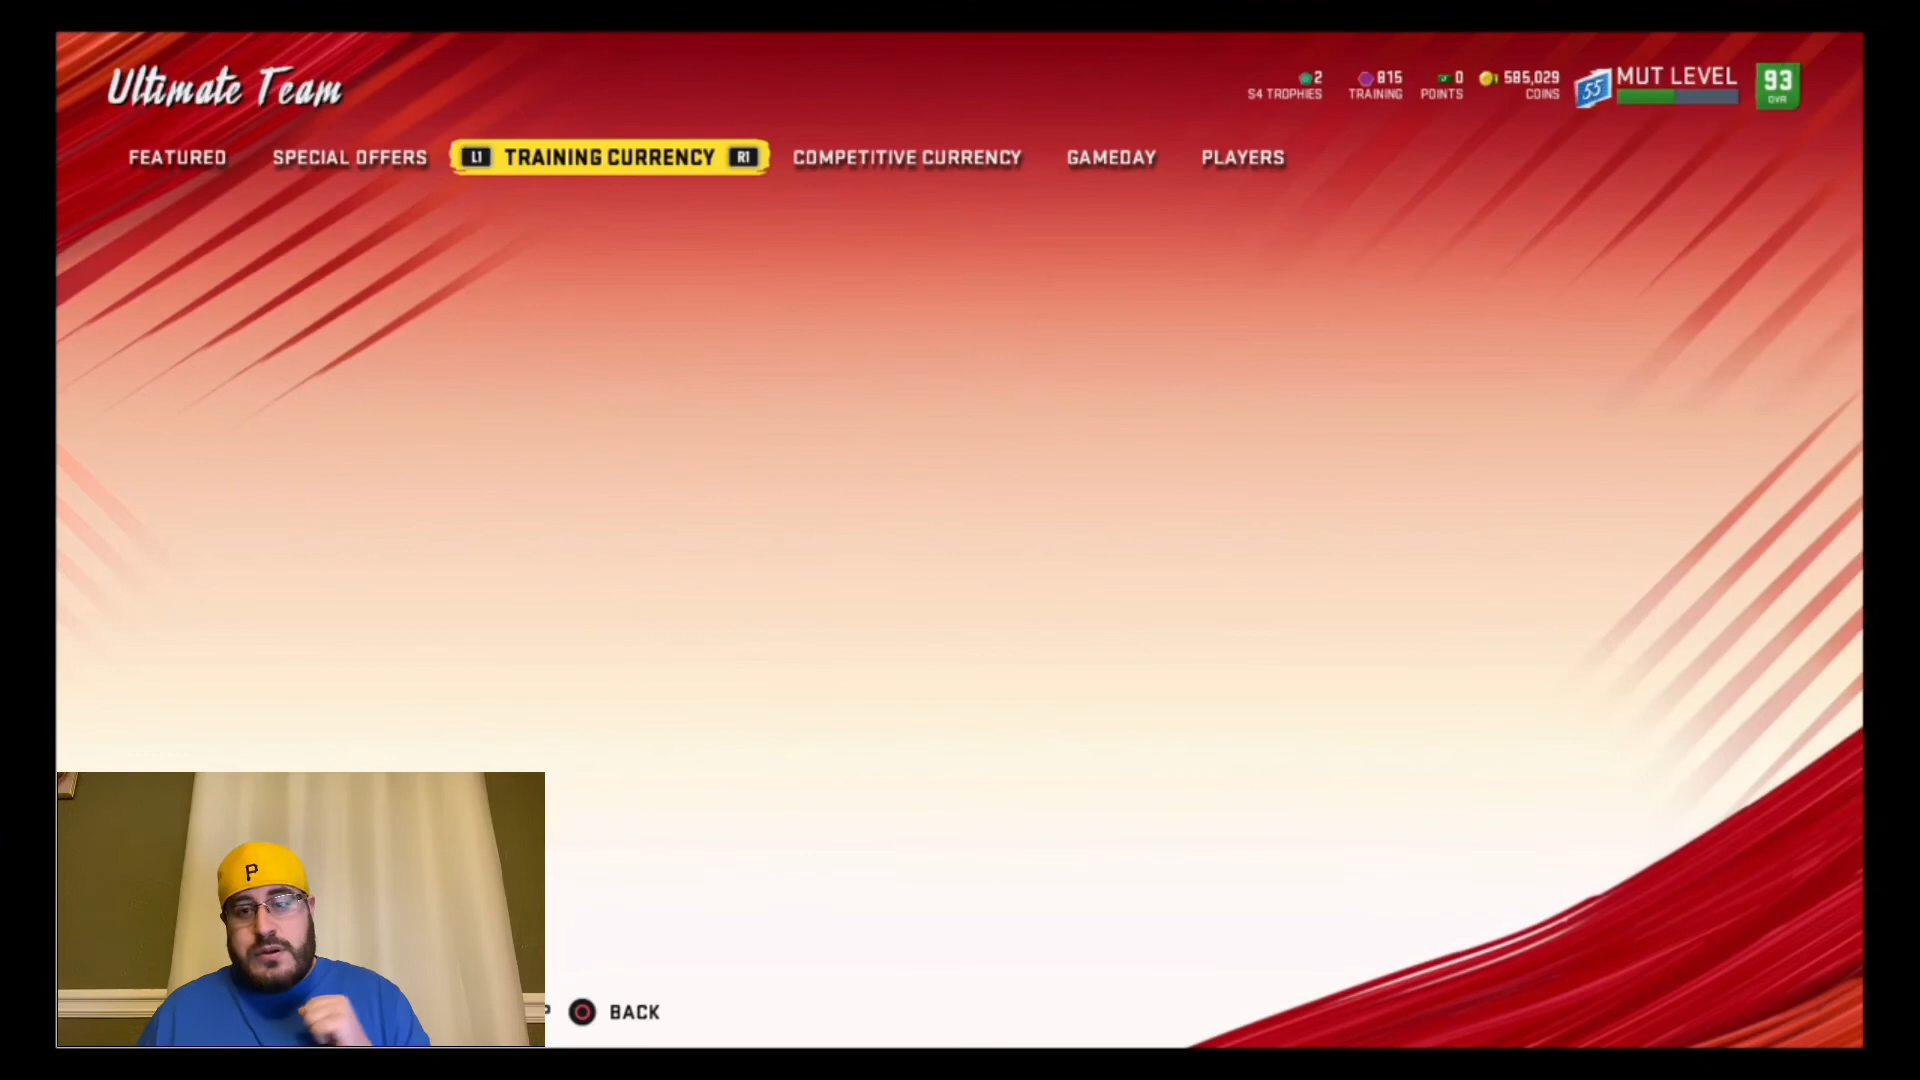 Ultimate Team
2 815 0 585,029
S4 TROPHIES TRAINING POINTS COINS
55 MUT LEVEL 93
OVR
FEATURED SPECIAL OFFERS L1 TRAINING CURRENCY R1 COMPETITIVE CURRENCY GAMEDAY PLAYERS
P
BACK